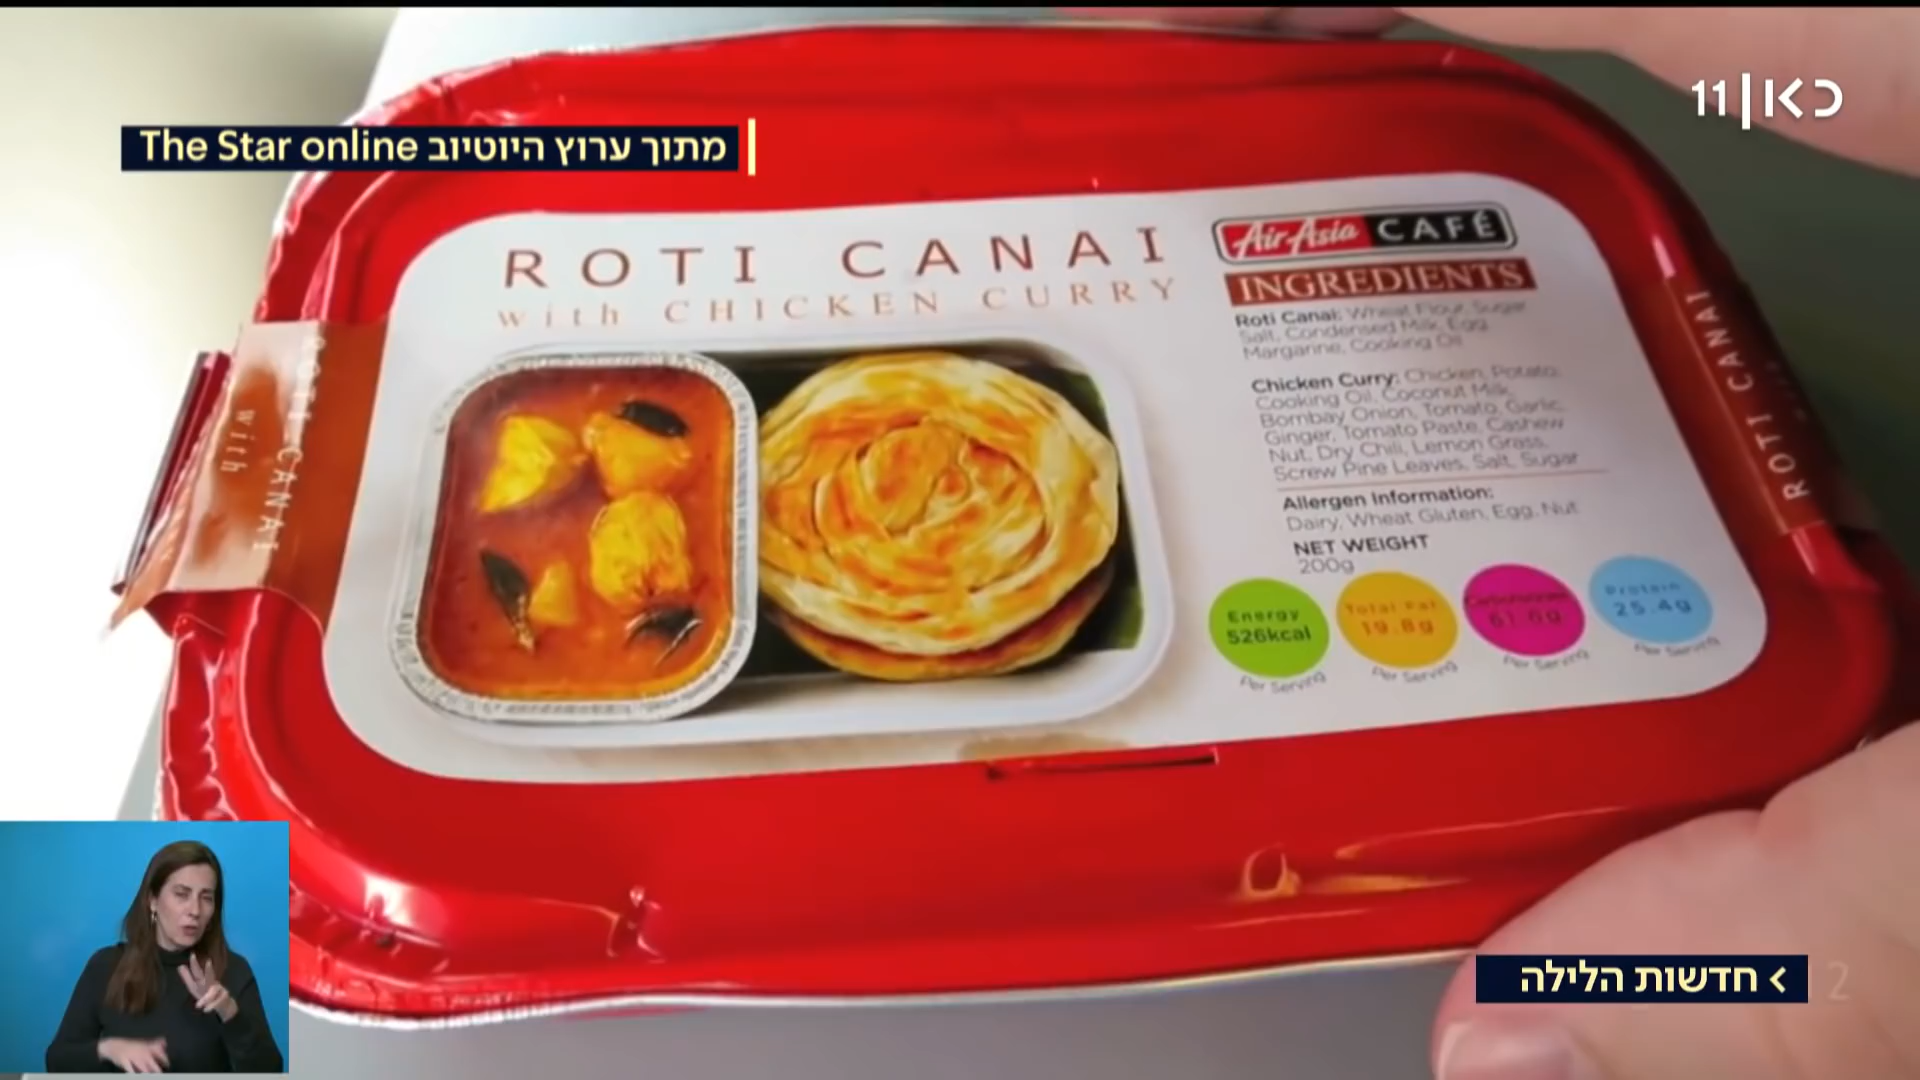 כאן 11
מתוך ערוץ היוטיוב The Star online
ROTI CANAI
with CHICKEN CURRY
AirAsia CAFÉ
INGREDIENTS
Roti Canai: Wheat Flour, Sugar
Salt, Condensed Milk, Egg
Margarine, Cooking Oil
Chicken Curry: Chicken, Potato,
Cooking Oil, Coconut Milk,
Bombay Onion, Tomato, Garlic,
Ginger, Tomato Paste, Cashew
Nut, Dry Chili, Lemon Grass,
Screw Pine Leaves, Salt, Sugar
Allergen Information:
Dairy, Wheat Gluten, Egg, Nut
NET WEIGHT
200g
Energy
526kcal
Per Serving
Total Fat
19.8g
Per Serving
61.6g
Per Serving
Protein
25.4g
Per Serving
ROTI CANAI
with
ROTI CANAI
חדשות הלילה
2